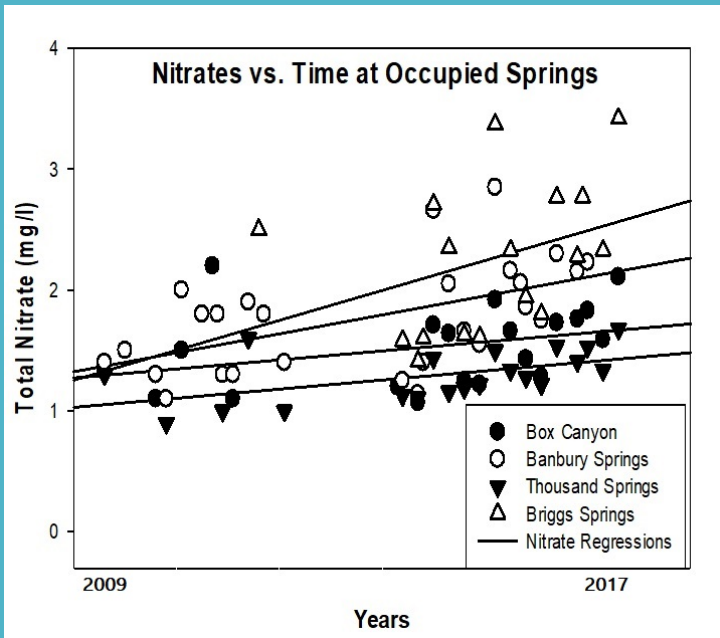 Nitrates vs. Time at Occupied Springs
Total Nitrate (mg/l)
4
3
2
1
0
Box Canyon
Banbury Springs
Thousand Springs
Briggs Springs
Nitrate Regressions
2009
2017
Years